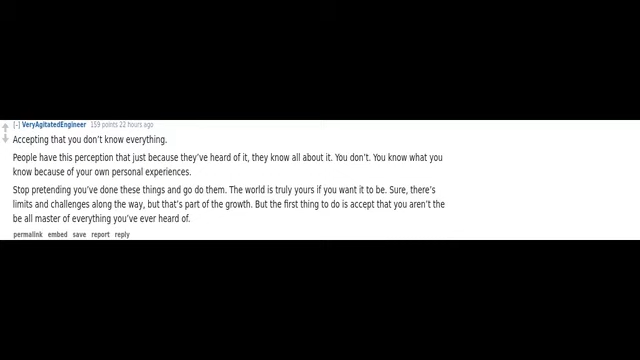 [-] VeryAgitatedEngineer 159 points 22 hours ago
Accepting that you don't know everything.
People have this perception that just because they've heard of it, they know all about it. You don't. You know what you
know because of your own personal experiences.
Stop pretending you've done these things and go do them. The world is truly yours if you want it to be. Sure, there's
limits and challenges along the way, but that's part of the growth. But the first thing to do is accept that you aren't the
be all master of everything you've ever heard of.
permalink embed save report reply